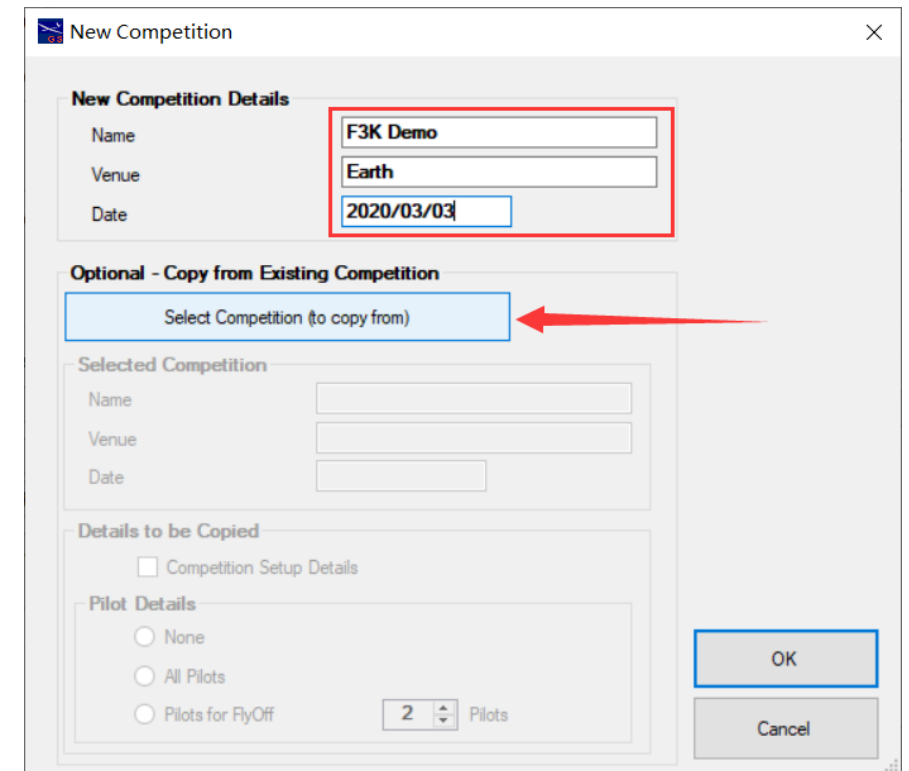 GS
New Competition
New Competition Details
Name F3K Demo
Venue Earth
Date 2020/03/03
Optional - Copy from Existing Competition
Select Competition (to copy from)
Selected Competition
Name
Venue
Date
Details to be Copied
Competition Setup Details
Pilot Details
None
All Pilots
Pilots for FlyOff 2 Pilots
OK
Cancel